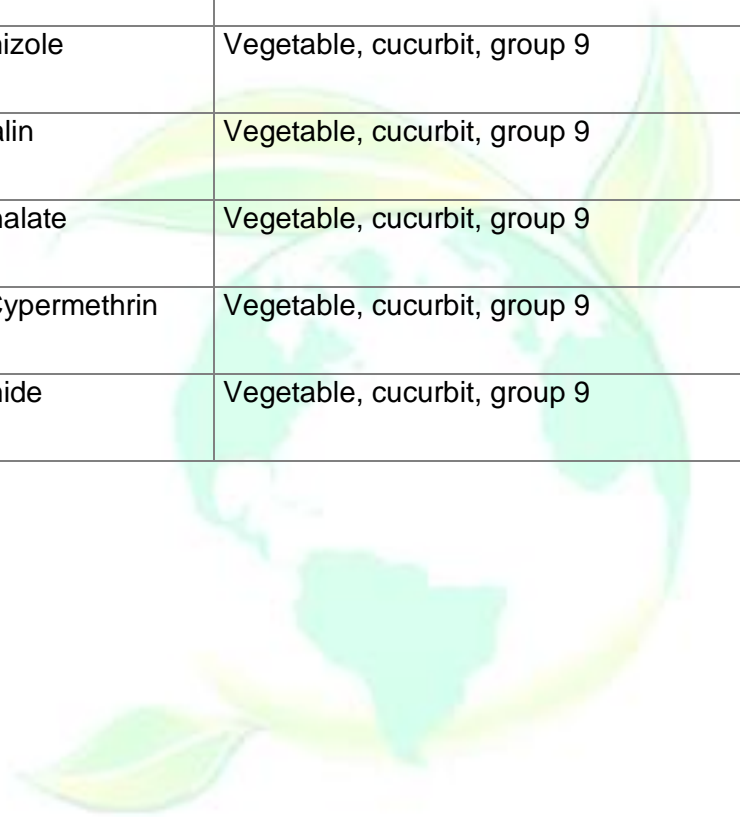 nizole Vegetable, cucurbit, group 9
alin Vegetable, cucurbit, group 9
nalate Vegetable, cucurbit, group 9
Cypermethrin Vegetable, cucurbit, group 9
nide Vegetable, cucurbit, group 9